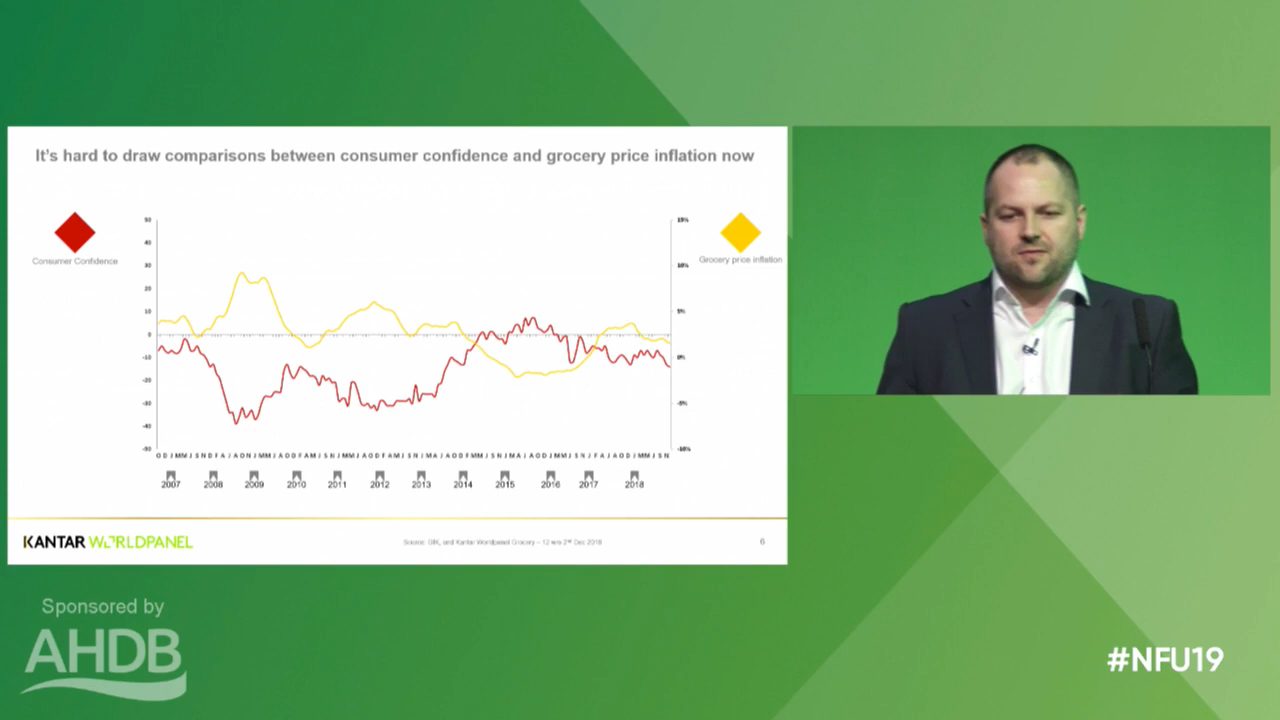 It's hard to draw comparisons between consumer confidence and grocery price inflation now
Consumer Confidence
Grocery price inflation
50
40
30
20
10
0
-10
-20
-30
-40
-50
15%
10%
5%
0%
-5%
-10%
2007 2008 2009 2010 2011 2012 2013 2014 2015 2016 2017 2018
KANTAR WORLDPANEL
Source: GfK, and Kantar Worldpanel Grocery – 12 w/e 2nd Dec 2018
6
Sponsored by
AHDB
#NFU19